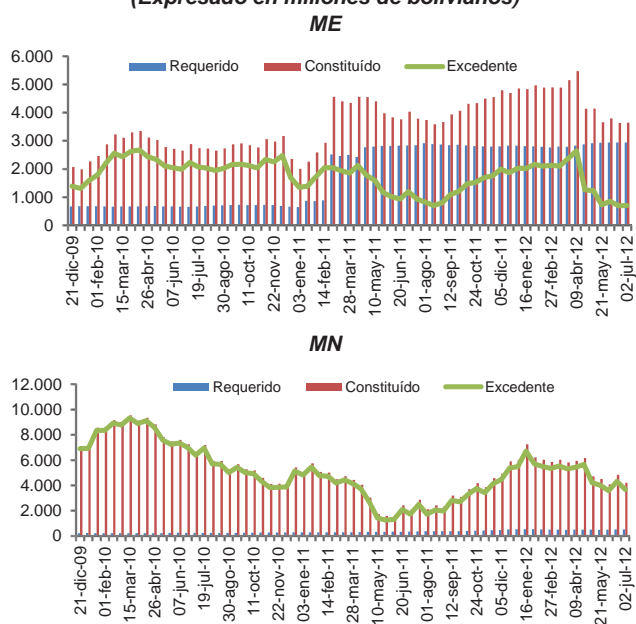 (Expresado en millones de bolivianos)
ME
6.000
5.000
4.000
3.000
2.000
1.000
0
Requerido
Constituído
Excedente
21-dic-09
01-feb-10
15-mar-10
26-abr-10
07-jun-10
19-jul-10
30-ago-10
11-oct-10
22-nov-10
03-ene-11
14-feb-11
28-mar-11
10-may-11
20-jun-11
01-ago-11
12-sep-11
24-oct-11
05-dic-11
16-ene-12
27-feb-12
09-abr-12
21-may-12
02-jul-12
MN
12.000
10.000
8.000
6.000
4.000
2.000
0
Requerido
Constituído
Excedente
21-dic-09
01-feb-10
15-mar-10
26-abr-10
07-jun-10
19-jul-10
30-ago-10
11-oct-10
22-nov-10
03-ene-11
14-feb-11
28-mar-11
10-may-11
20-jun-11
01-ago-11
12-sep-11
24-oct-11
05-dic-11
16-ene-12
27-feb-12
09-abr-12
21-may-12
02-jul-12